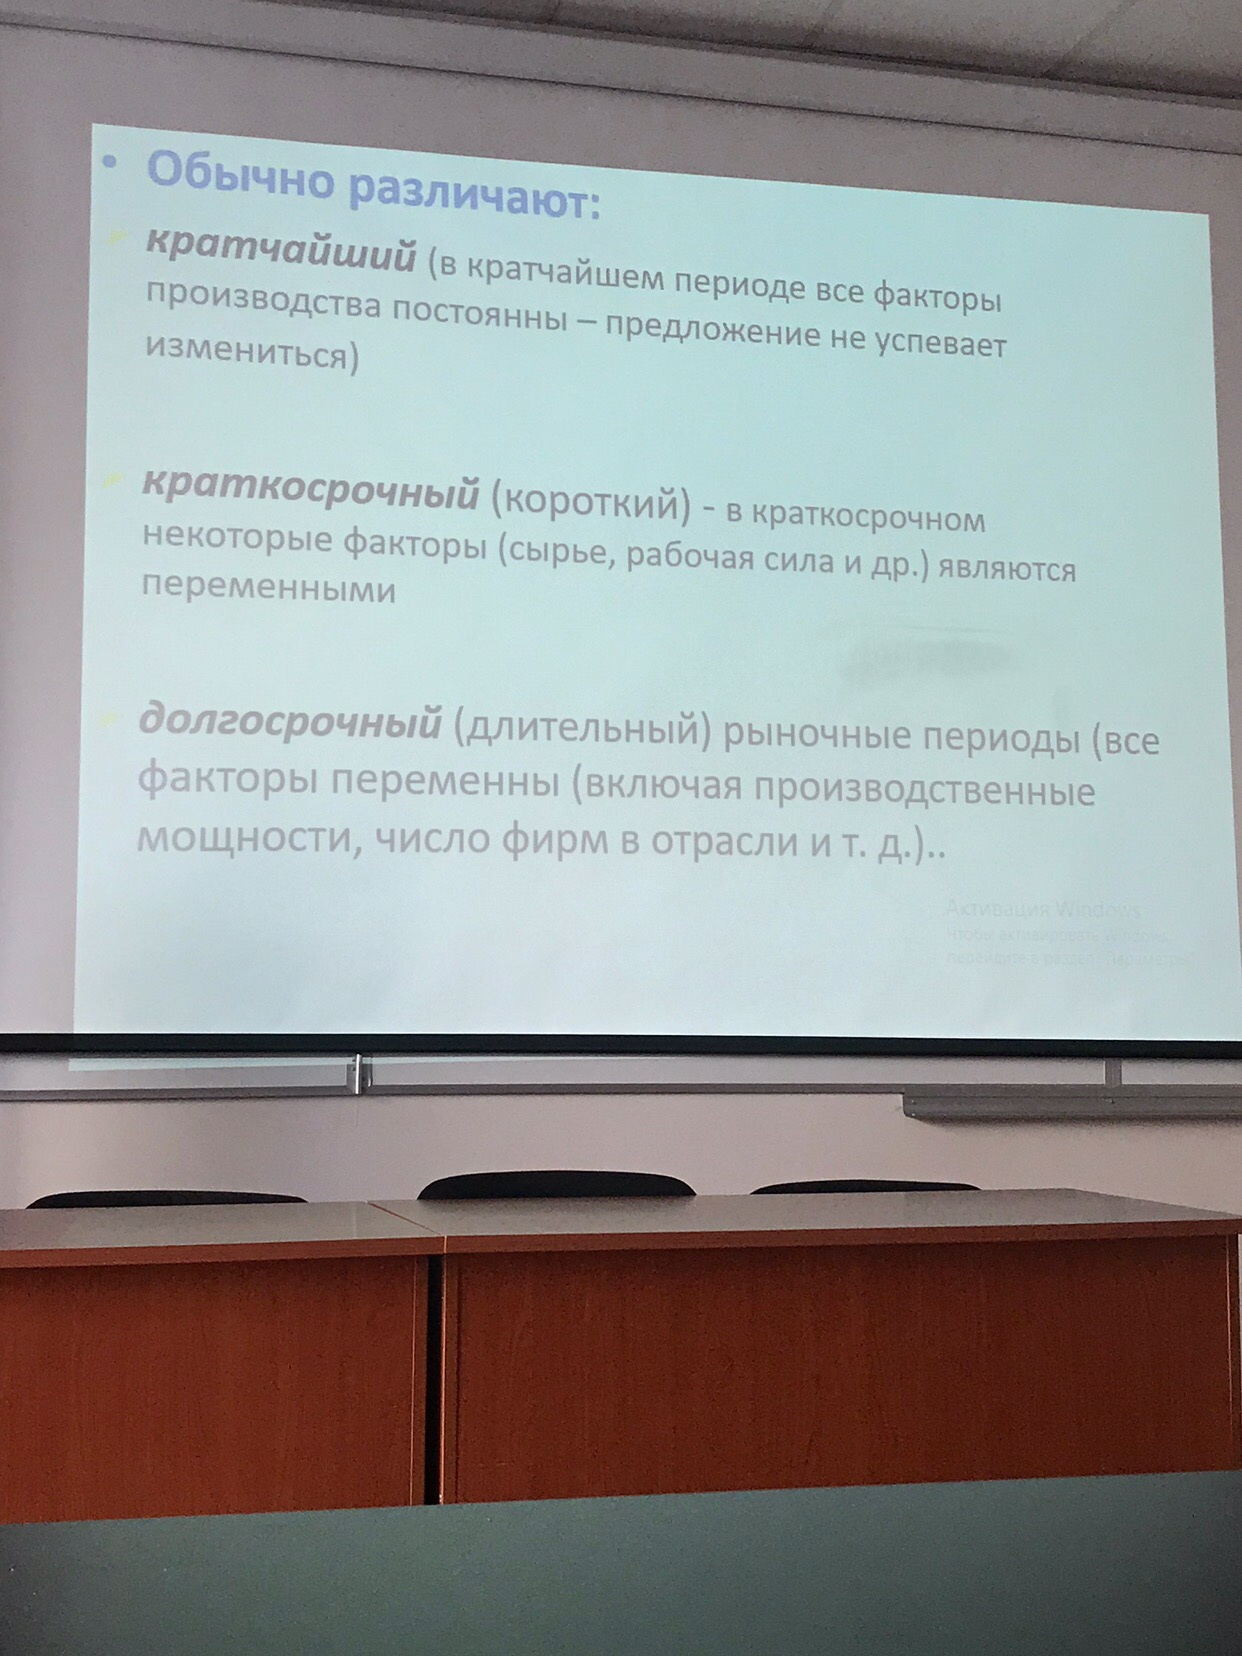 • Обычно различают:
кратчайший (в кратчайшем периоде все факторы
производства постоянны – предложение не успевает
измениться)
краткосрочный (короткий) - в краткосрочном
некоторые факторы (сырье, рабочая сила и др.) являются
переменными
долгосрочный (длительный) рыночные периоды (все
факторы переменны (включая производственные
мощности, число фирм в отрасли и т. д.)..
Активация Windows
Чтобы активировать Windows,
перейдите в раздел "Параметры".